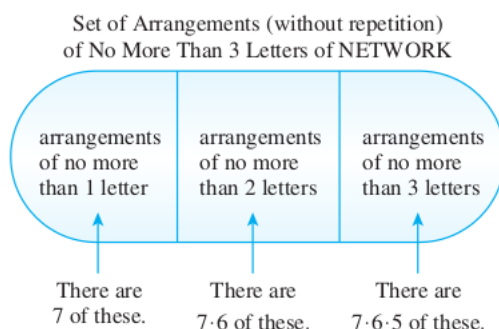 Set of Arrangements (without repetition)
of No More Than 3 Letters of NETWORK
arrangements
of no more
than 1 letter
arrangements
of no more
than 2 letters
arrangements
of no more
than 3 letters
There are
7 of these.
There are
7·6 of these.
There are
7·6·5 of these.